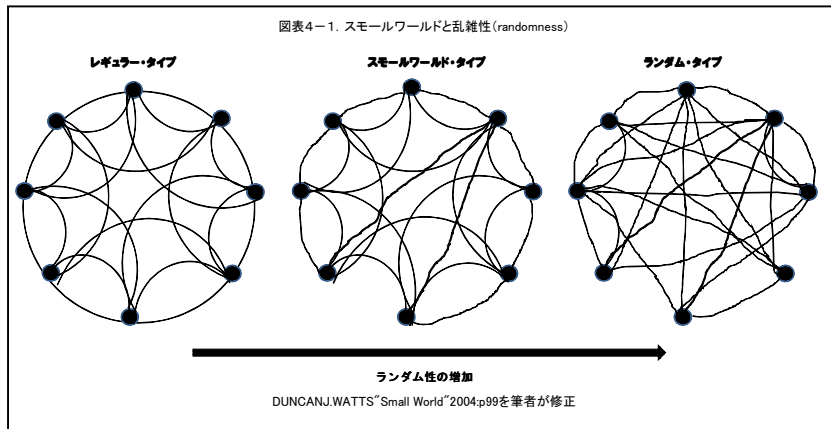 図表4－1. スモールワールドと乱雑性(randomness)
レギュラー・タイプ
スモールワールド・タイプ
ランダム・タイプ
ランダム性の増加
DUNCANJ.WATTS"Small World"2004:p99を筆者が修正